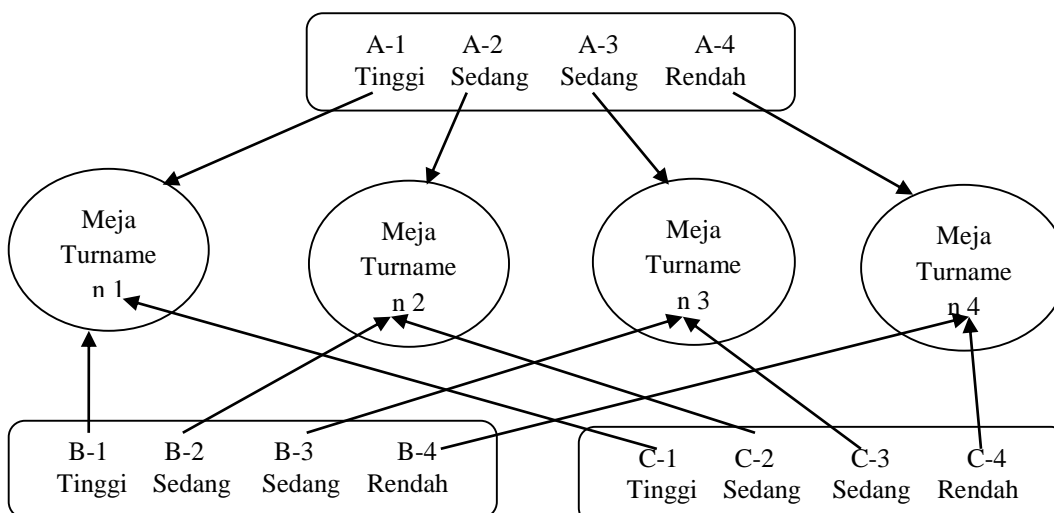 A-1 A-2 A-3 A-4
Tinggi Sedang Sedang Rendah
Meja
Turname
n 1
Meja
Turname
n 2
Meja
Turname
n 3
Meja
Turname
n 4
B-1 B-2 B-3 B-4
Tinggi Sedang Sedang Rendah
C-1 C-2 C-3 C-4
Tinggi Sedang Sedang Rendah